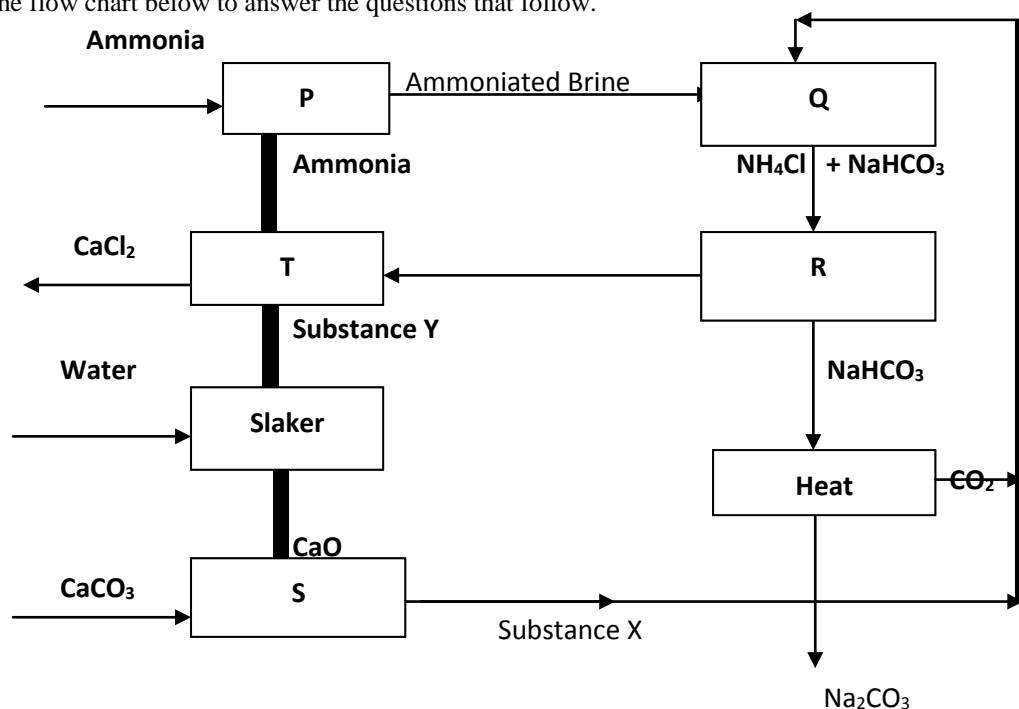 he flow chart below to answer the questions that follow.
Ammonia
P
Ammoniated Brine
Q
Ammonia
NH₄Cl + NaHCO₃
CaCl₂
T
R
Substance Y
Water
NaHCO₃
Slaker
Heat
CO₂
CaO
CaCO₃
S
Substance X
Na₂CO₃